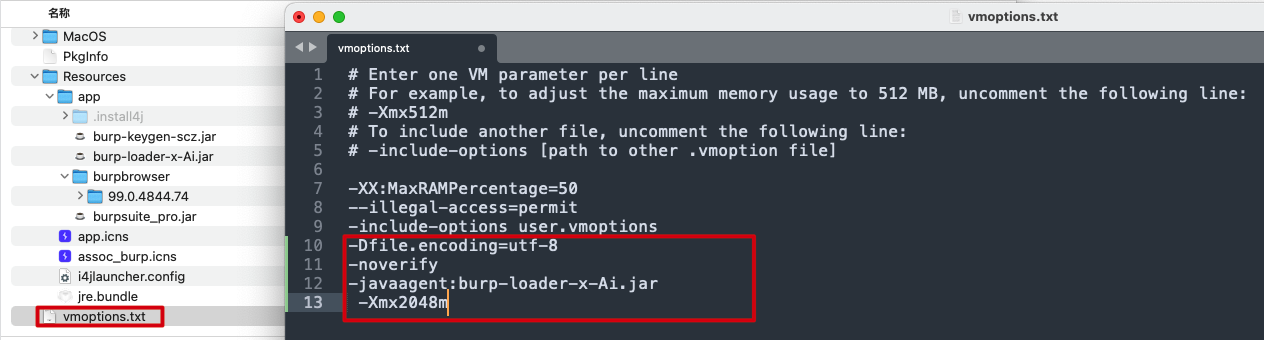 名称
MacOS
PkgInfo
Resources
app
.install4j
burp-keygen-scz.jar
burp-loader-x-Ai.jar
burpbrowser
99.0.4844.74
burpsuite_pro.jar
app.icns
assoc_burp.icns
i4jlauncher.config
jre.bundle
vmoptions.txt
vmoptions.txt
vmoptions.txt
1 # Enter one VM parameter per line
2 # For example, to adjust the maximum memory usage to 512 MB, uncomment the following line:
3 # -Xmx512m
4 # To include another file, uncomment the following line:
5 # -include-options [path to other .vmoption file]
6
7 -XX:MaxRAMPercentage=50
8 --illegal-access=permit
9 -include-options user.vmoptions
10 -Dfile.encoding=utf-8
11 -noverify
12 -javaagent:burp-loader-x-Ai.jar
13  -Xmx2048m